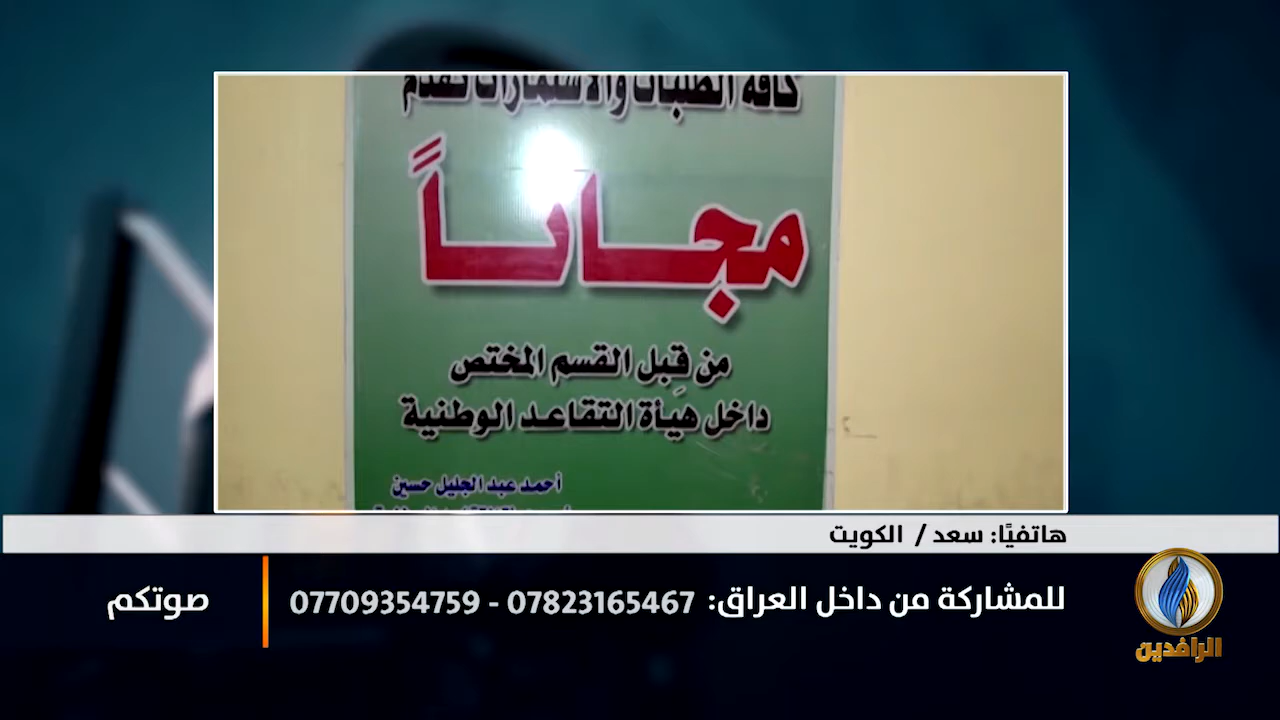 كافة الطلبات والاستمارات تقدم
مجاناً
من قِبل القسم المختص
داخل هيأة التقاعد الوطنية
أحمد عبد الجليل حسين
هاتفيًا: سعد / الكويت
للمشاركة من داخل العراق: 07823165467 - 07709354759
صوتكم
الرافدين